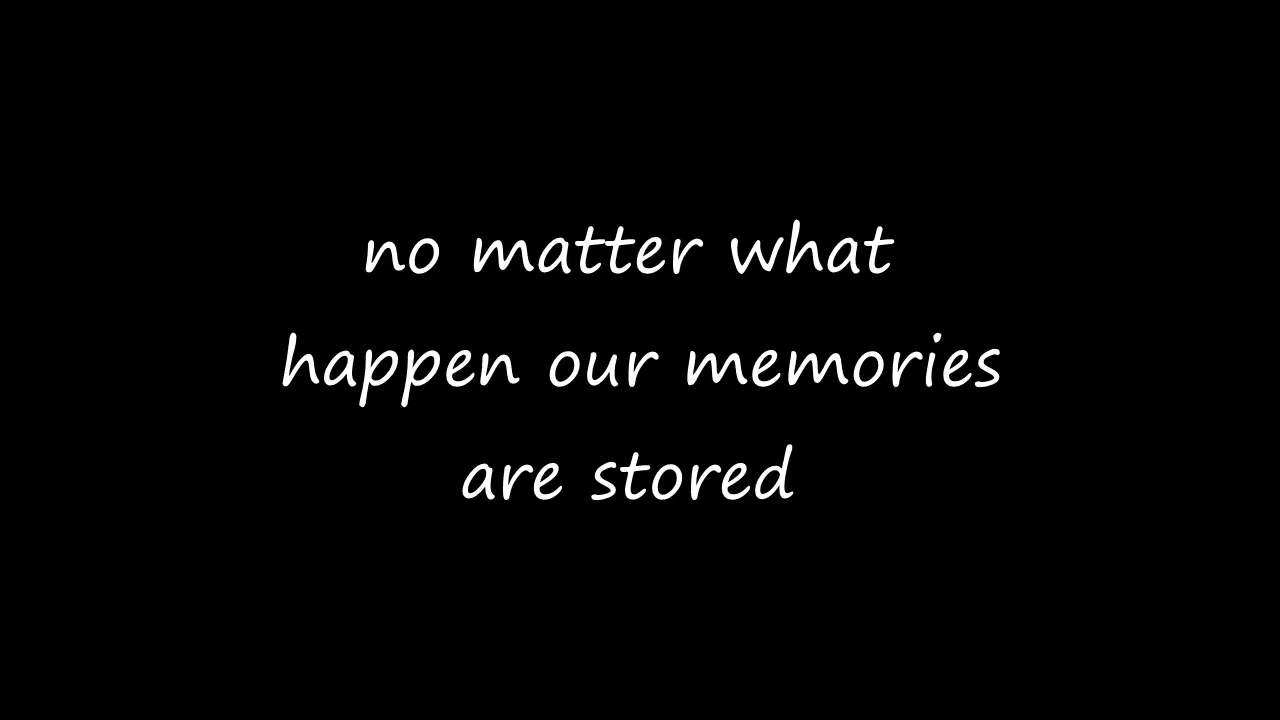 no matter what
happen our memories
are stored